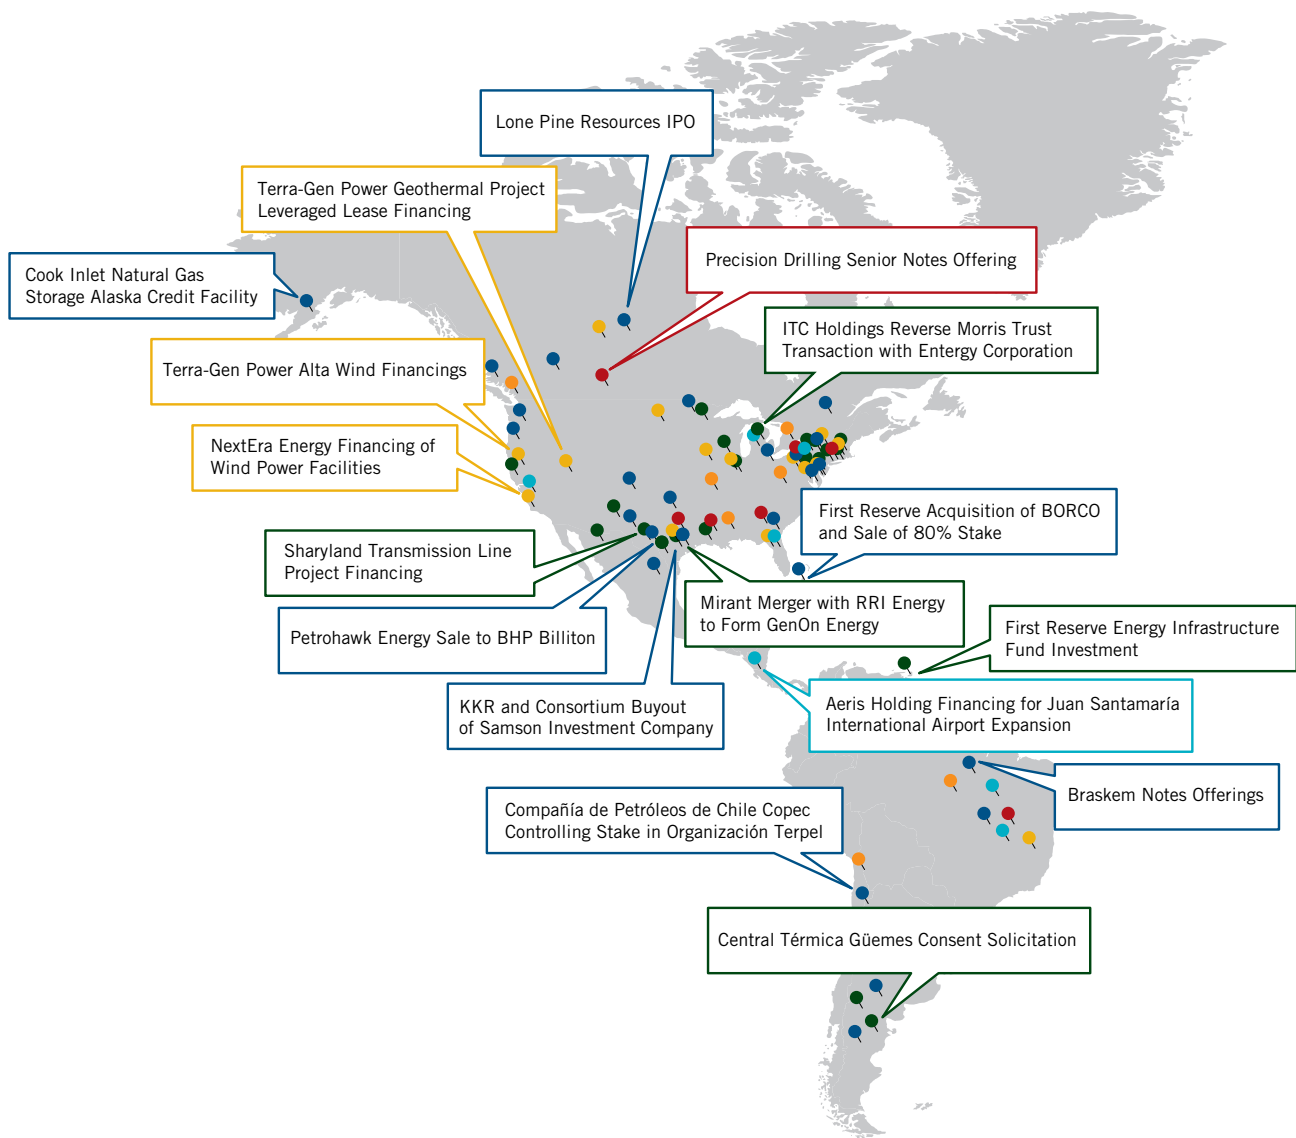 Lone Pine Resources IPO
Terra-Gen Power Geothermal Project
Leveraged Lease Financing
Precision Drilling Senior Notes Offering
Cook Inlet Natural Gas
Storage Alaska Credit Facility
ITC Holdings Reverse Morris Trust
Transaction with Entergy Corporation
Terra-Gen Power Alta Wind Financings
NextEra Energy Financing of
Wind Power Facilities
First Reserve Acquisition of BORCO
and Sale of 80% Stake
Sharyland Transmission Line
Project Financing
Mirant Merger with RRI Energy
to Form GenOn Energy
Petrohawk Energy Sale to BHP Billiton
First Reserve Energy Infrastructure
Fund Investment
KKR and Consortium Buyout
of Samson Investment Company
Aeris Holding Financing for Juan Santamaría
International Airport Expansion
Braskem Notes Offerings
Compañía de Petróleos de Chile Copec
Controlling Stake in Organización Terpel
Central Térmica Güemes Consent Solicitation